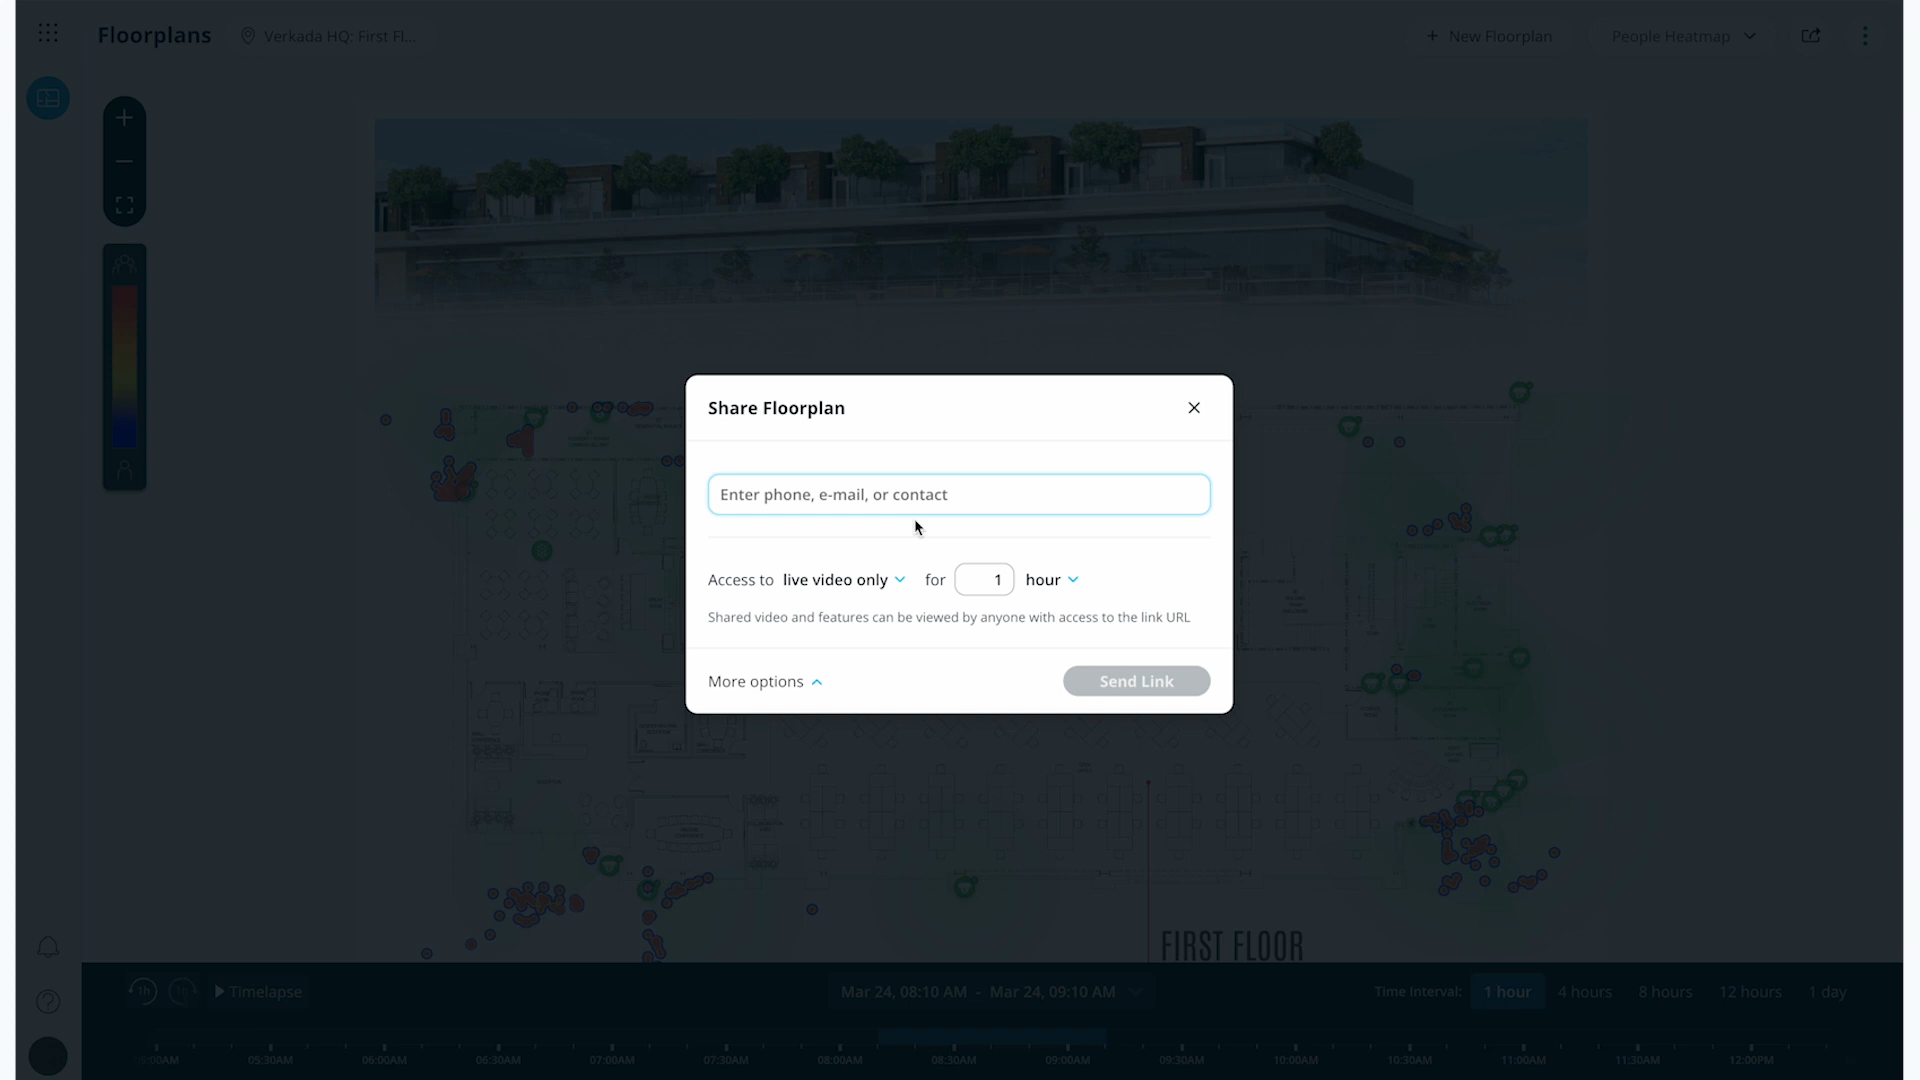 Floorplans
Verkada HQ: First Fl...
+ New Floorplan
People Heatmap
Share Floorplan
Enter phone, e-mail, or contact
Access to live video only for 1 hour
Shared video and features can be viewed by anyone with access to the link URL
More options
Send Link
FIRST FLOOR
1h
Timelapse
Mar 24, 08:10 AM - Mar 24, 09:10 AM
Time Interval: 1 hour 4 hours 8 hours 12 hours 1 day
05:30AM 06:00AM 06:30AM 07:00AM 07:30AM 08:00AM 08:30AM 09:00AM 09:30AM 10:00AM 10:30AM 11:00AM 11:30AM 12:00PM